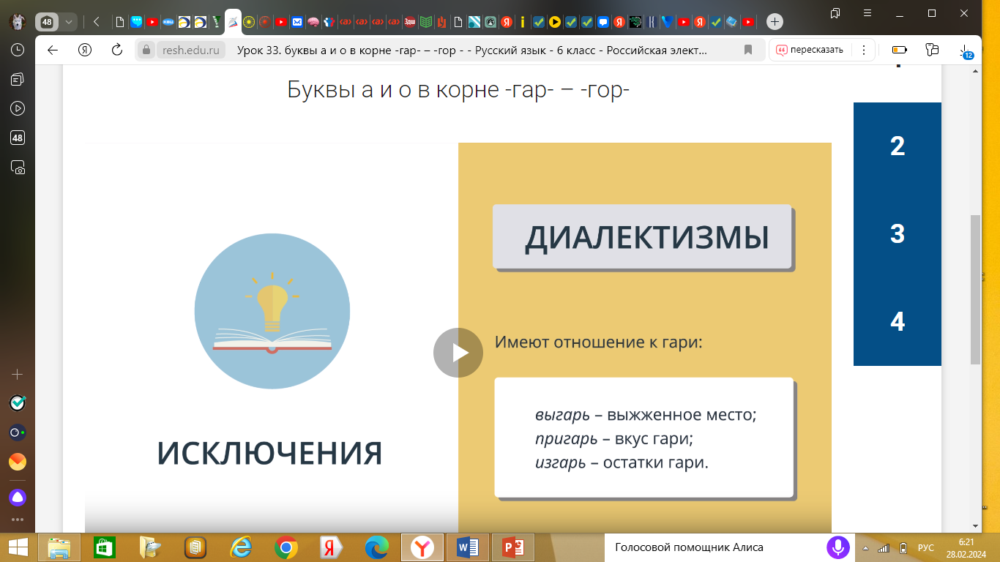 48
resh.edu.ru
Урок 33. буквы а и о в корне -гар- – -гор - - Русский язык - 6 класс - Российская элект...
пересказать
12
Буквы а и о в корне -гар- – -гор-
48
2
3
4
ДИАЛЕКТИЗМЫ
Имеют отношение к гари:
выгарь – выжженное место;
пригарь – вкус гари;
изгарь – остатки гари.
ИСКЛЮЧЕНИЯ
Голосовой помощник Алиса
РУС
6:21
28.02.2024